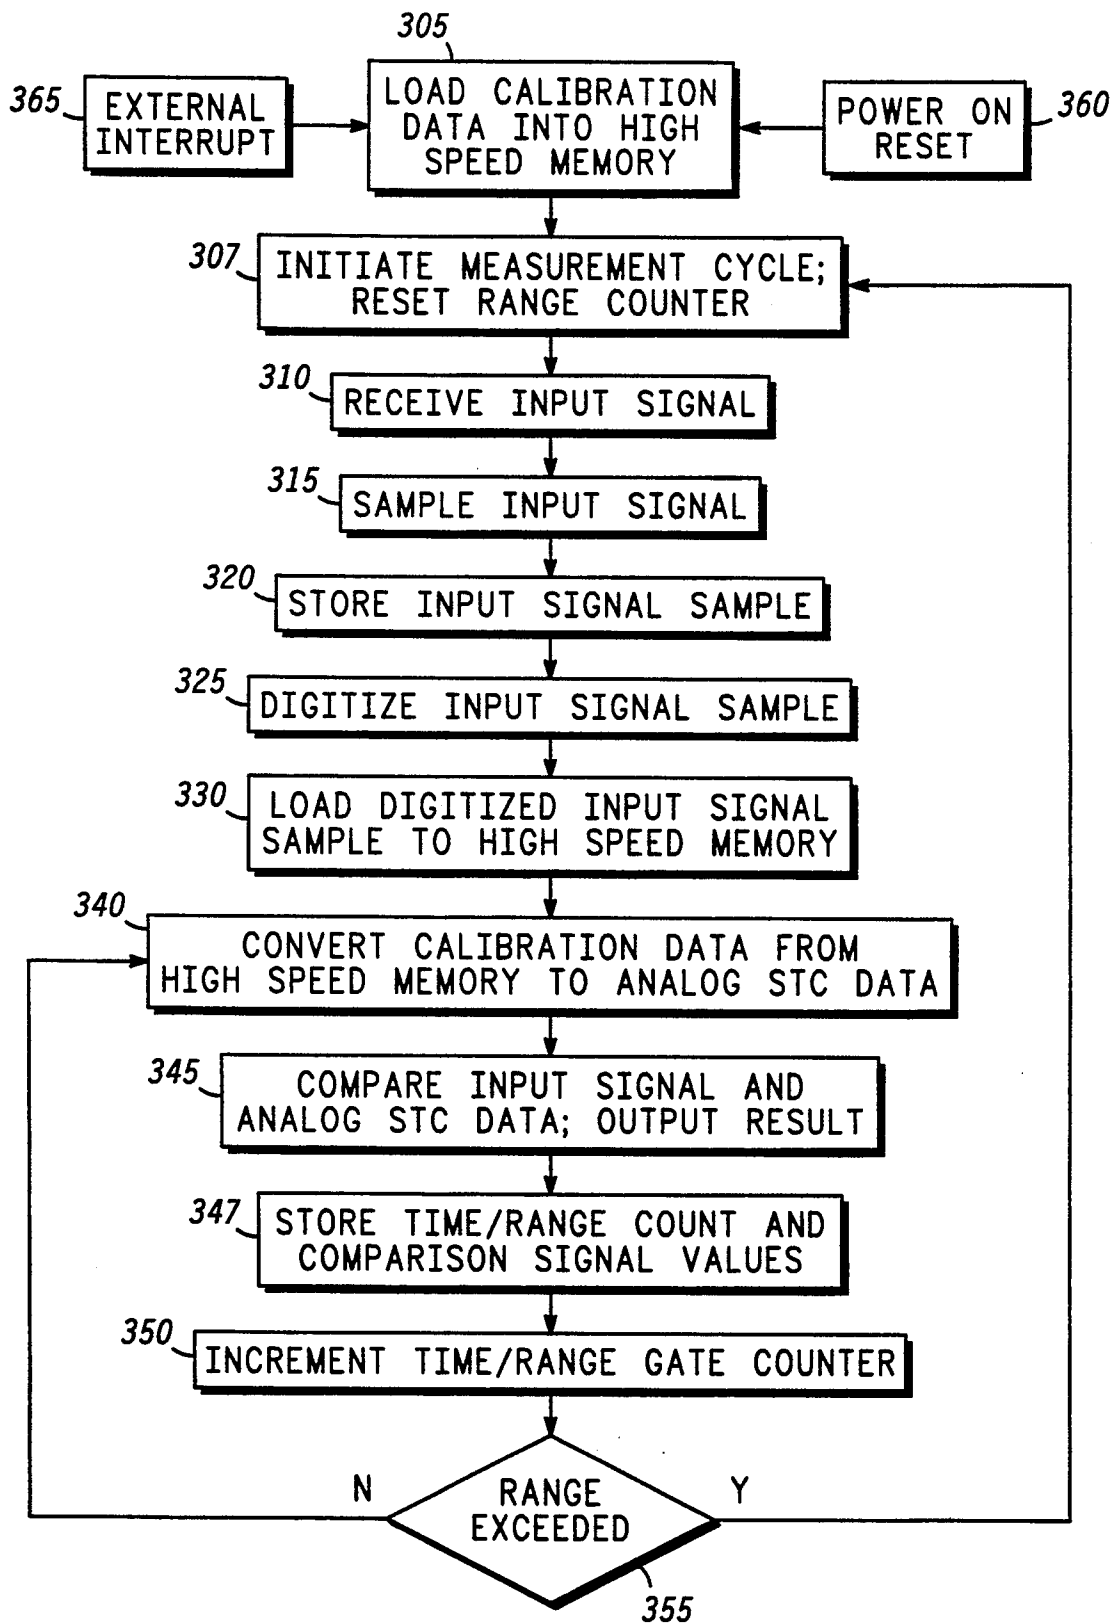 305
365
EXTERNAL
INTERRUPT
LOAD CALIBRATION
DATA INTO HIGH
SPEED MEMORY
POWER ON
RESET
360
307
INITIATE MEASUREMENT CYCLE;
RESET RANGE COUNTER
310
RECEIVE INPUT SIGNAL
315
SAMPLE INPUT SIGNAL
320
STORE INPUT SIGNAL SAMPLE
325
DIGITIZE INPUT SIGNAL SAMPLE
330
LOAD DIGITIZED INPUT SIGNAL
SAMPLE TO HIGH SPEED MEMORY
340
CONVERT CALIBRATION DATA FROM
HIGH SPEED MEMORY TO ANALOG STC DATA
345
COMPARE INPUT SIGNAL AND
ANALOG STC DATA; OUTPUT RESULT
347
STORE TIME/RANGE COUNT AND
COMPARISON SIGNAL VALUES
350
INCREMENT TIME/RANGE GATE COUNTER
N
RANGE
EXCEEDED
Y
355